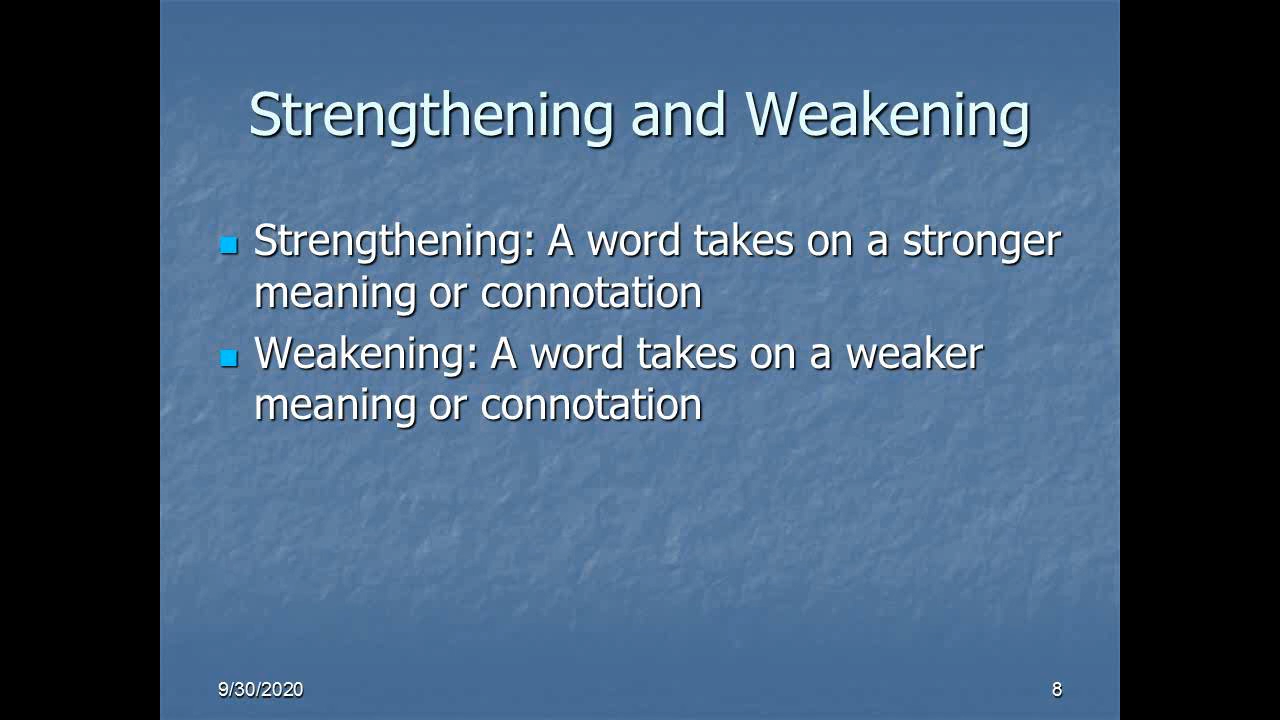 Strengthening and Weakening
Strengthening: A word takes on a stronger
meaning or connotation
Weakening: A word takes on a weaker
meaning or connotation
9/30/2020
8